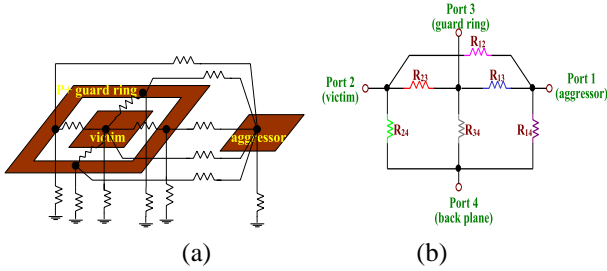 P+ guard ring
victim
aggressor
(a)
Port 3
(guard ring)
R12
Port 2
(victim)
R23
R13
Port 1
(aggressor)
R24
R34
R14
Port 4
(back plane)
(b)